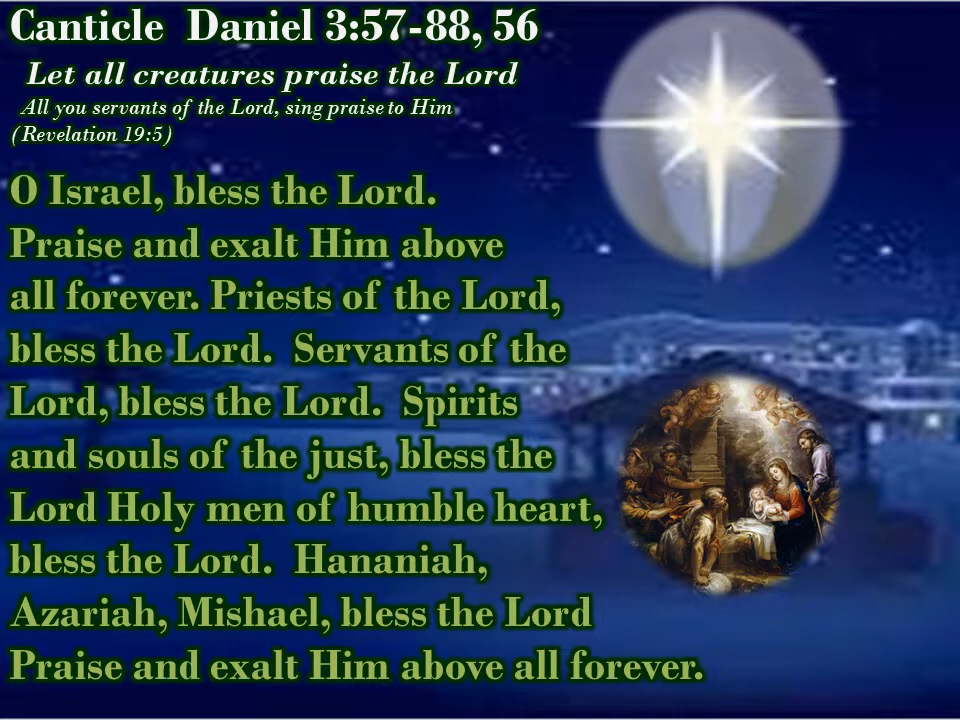 Canticle Daniel 3:57-88, 56
Let all creatures praise the Lord
All you servants of the Lord, sing praise to Him
(Revelation 19:5)
O Israel, bless the Lord.
Praise and exalt Him above
all forever. Priests of the Lord,
bless the Lord. Servants of the
Lord, bless the Lord. Spirits
and souls of the just, bless the
Lord Holy men of humble heart,
bless the Lord. Hananiah,
Azariah, Mishael, bless the Lord
Praise and exalt Him above all forever.